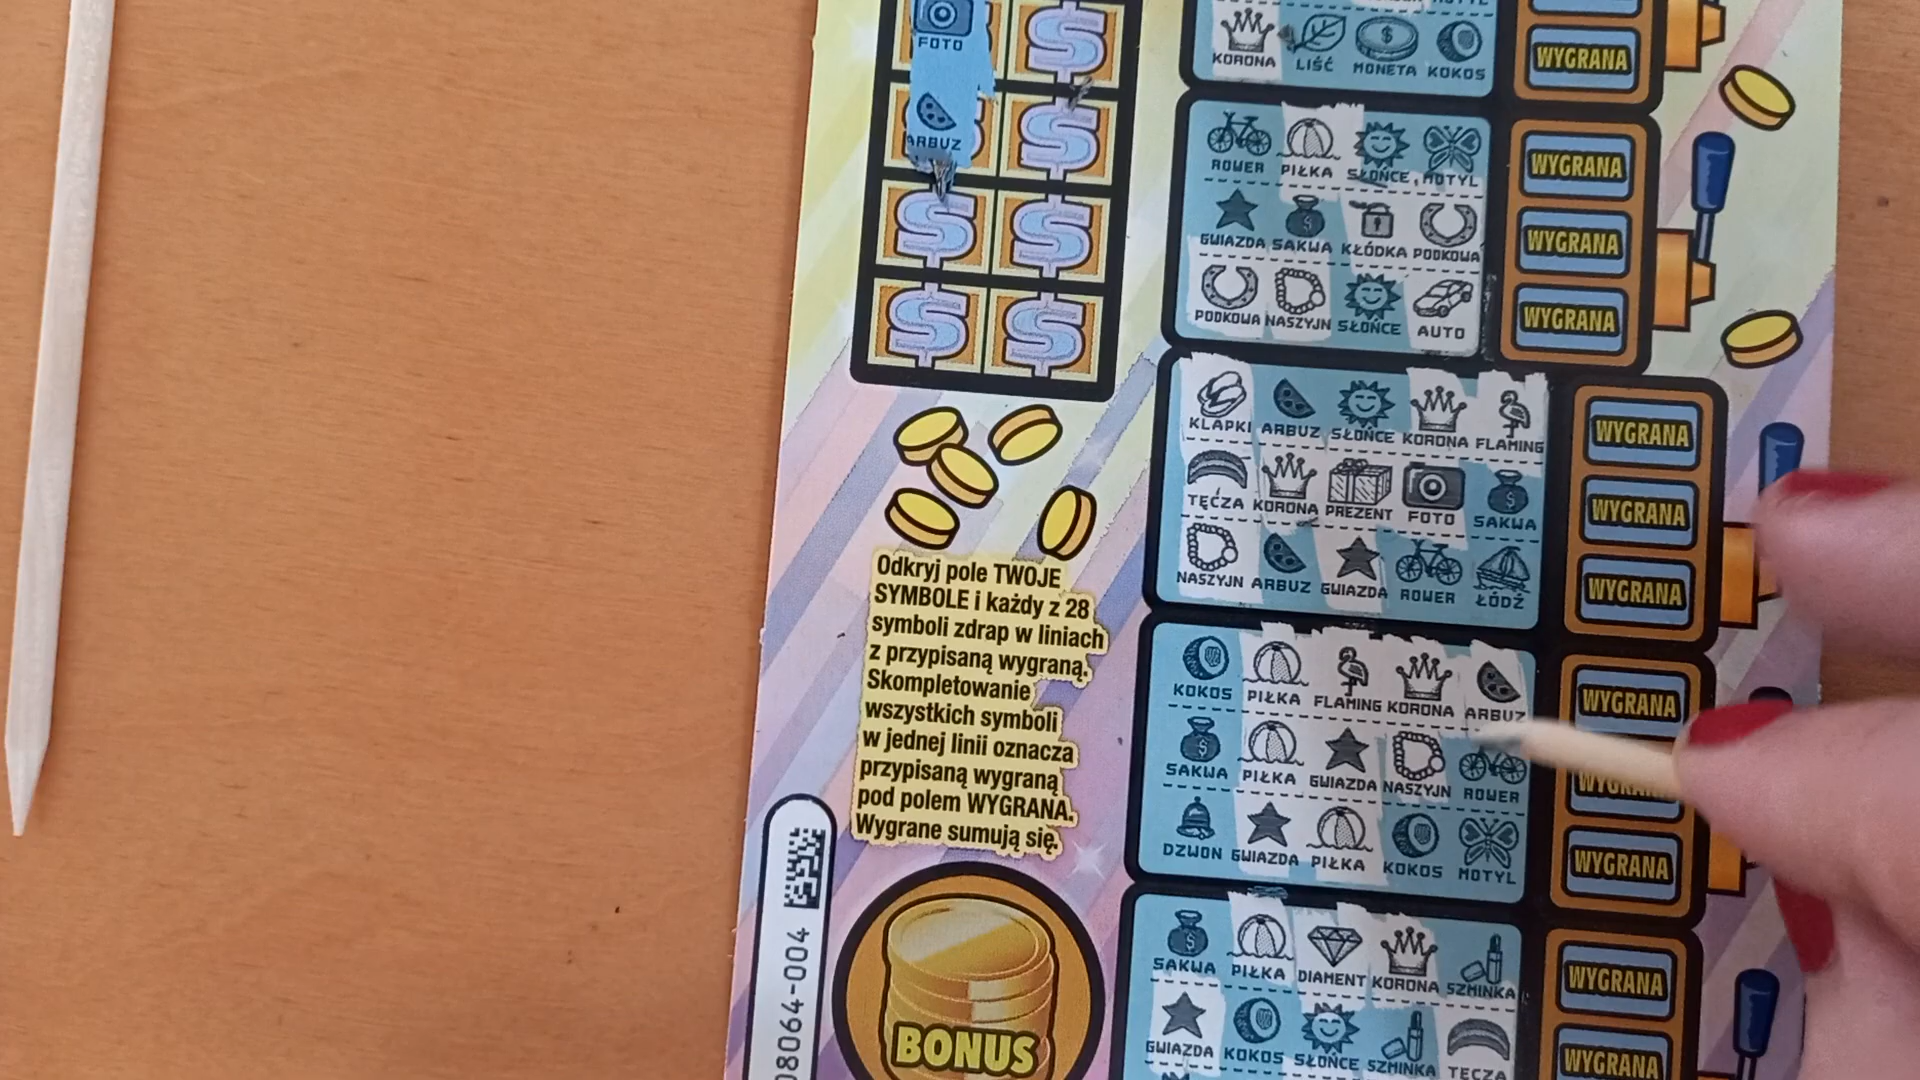 FOTO
ARBUZ
KORONA LIŚĆ MONETA KOKOS
WYGRANA
ROWER PIŁKA SŁOŃCE MOTYL
WYGRANA
GWIAZDA SAKWA KŁÓDKA PODKOWA
WYGRANA
PODKOWA NASZYJN SŁOŃCE AUTO
WYGRANA
KLAPKI ARBUZ SŁOŃCE KORONA FLAMING
WYGRANA
TĘCZA KORONA PREZENT FOTO SAKWA
WYGRANA
NASZYJN ARBUZ GWIAZDA ROWER ŁÓDŹ
WYGRANA
Odkryj pole TWOJE
SYMBOLE i każdy z 28
symboli zdrap w liniach
z przypisaną wygraną.
Skompletowanie
wszystkich symboli
w jednej linii oznacza
przypisaną wygraną
pod polem WYGRANA.
Wygrane sumują się.
KOKOS PIŁKA FLAMING KORONA ARBUZ
WYGRANA
SAKWA PIŁKA GWIAZDA NASZYJN ROWER
WYGRANA
DZWON GWIAZDA PIŁKA KOKOS MOTYL
WYGRANA
SAKWA PIŁKA DIAMENT KORONA SZMINKA
WYGRANA
GWIAZDA KOKOS SŁOŃCE SZMINKA TĘCZA
WYGRANA
08064-004
BONUS